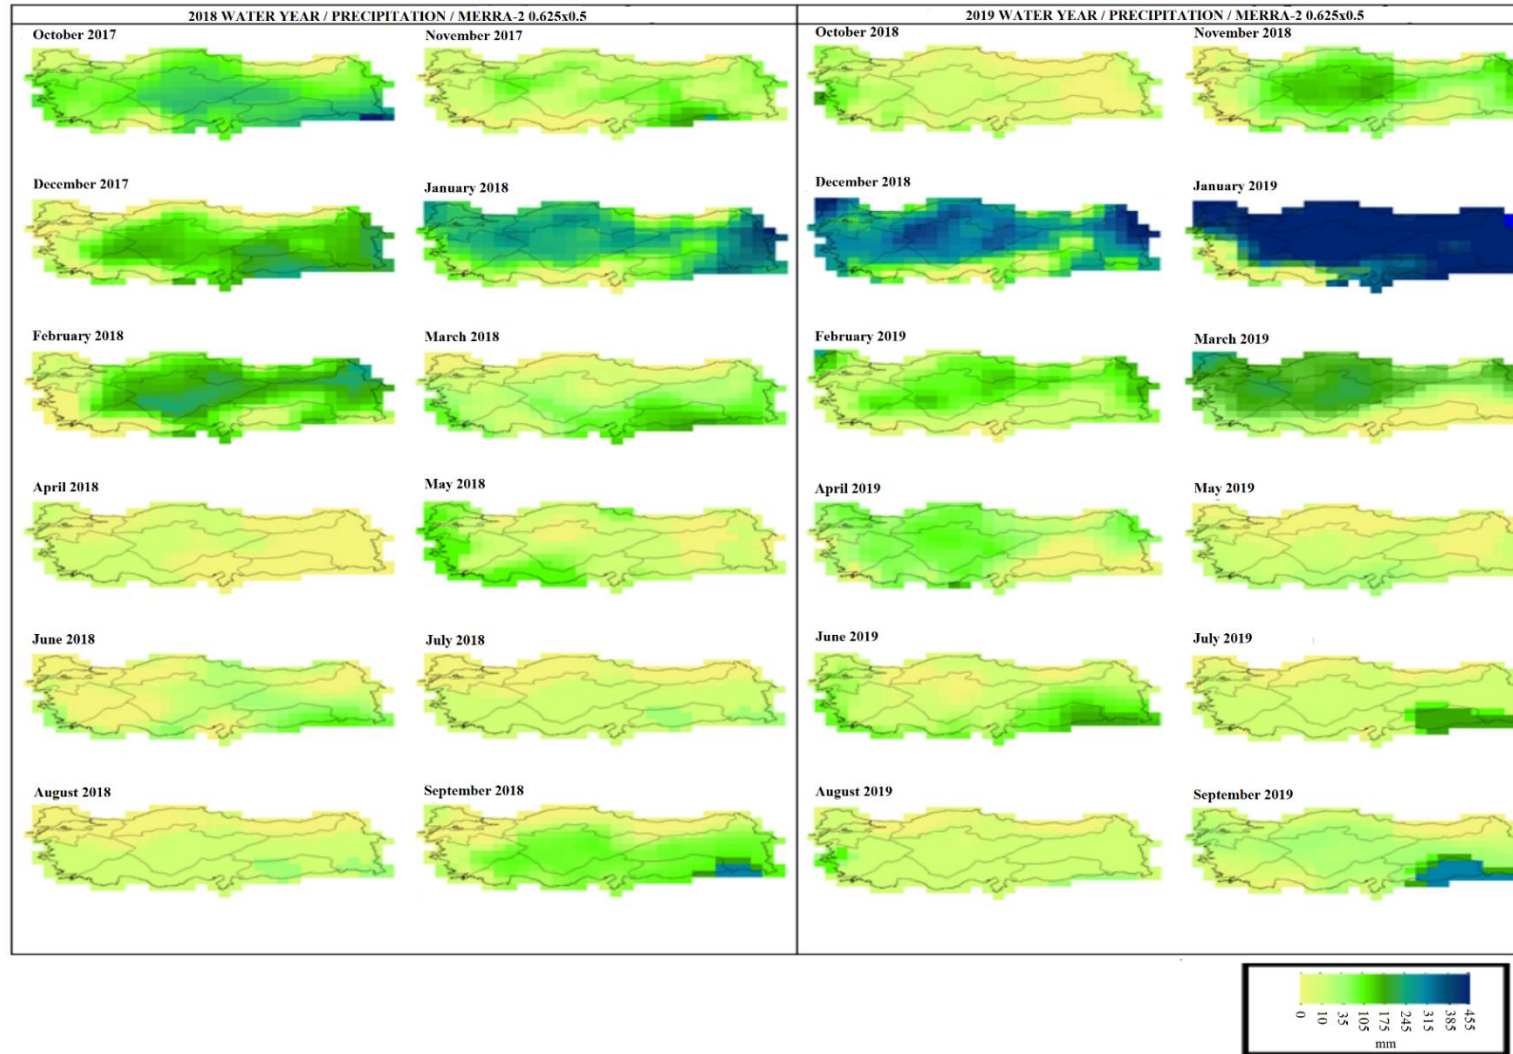 2018 WATER YEAR / PRECIPITATION / MERRA-2 0.625x0.5
2019 WATER YEAR / PRECIPITATION / MERRA-2 0.625x0.5
October 2017
November 2017
October 2018
November 2018
December 2017
January 2018
December 2018
January 2019
February 2018
March 2018
February 2019
March 2019
April 2018
May 2018
April 2019
May 2019
June 2018
July 2018
June 2019
July 2019
August 2018
September 2018
August 2019
September 2019
0 10 35 105 175 245 315 385 455
mm